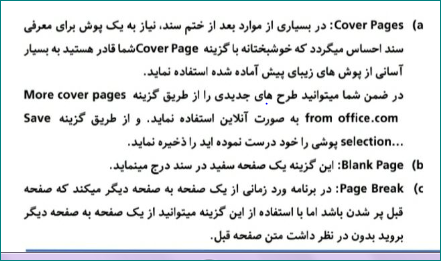 a) Cover Pages: در بسیاری از موارد بعد از ختم سند، نیاز به یک پوش برای معرفی
سند احساس میگردد که خوشبختانه با گزینه Cover Page شما قادر هستید به بسیار
آسانی از پوش های زیبای پیش آماده شده استفاده نماید.
در ضمن شما میتوانید طرح های جدیدی را از طریق گزینه More cover pages
from office.com به صورت آنلاین استفاده نماید. و از طریق گزینه Save
selection... پوشی را خود درست نموده اید را ذخیره نماید.
b) Blank Page: این گزینه یک صفحه سفید در سند درج مینماید.
c) Page Break: در برنامه ورد زمانی از یک صفحه به صفحه دیگر میکند که صفحه
قبل پر شدن باشد اما با استفاده از این گزینه میتوانید از یک صفحه به صفحه دیگر
بروید بدون در نظر داشت متن صفحه قبل.